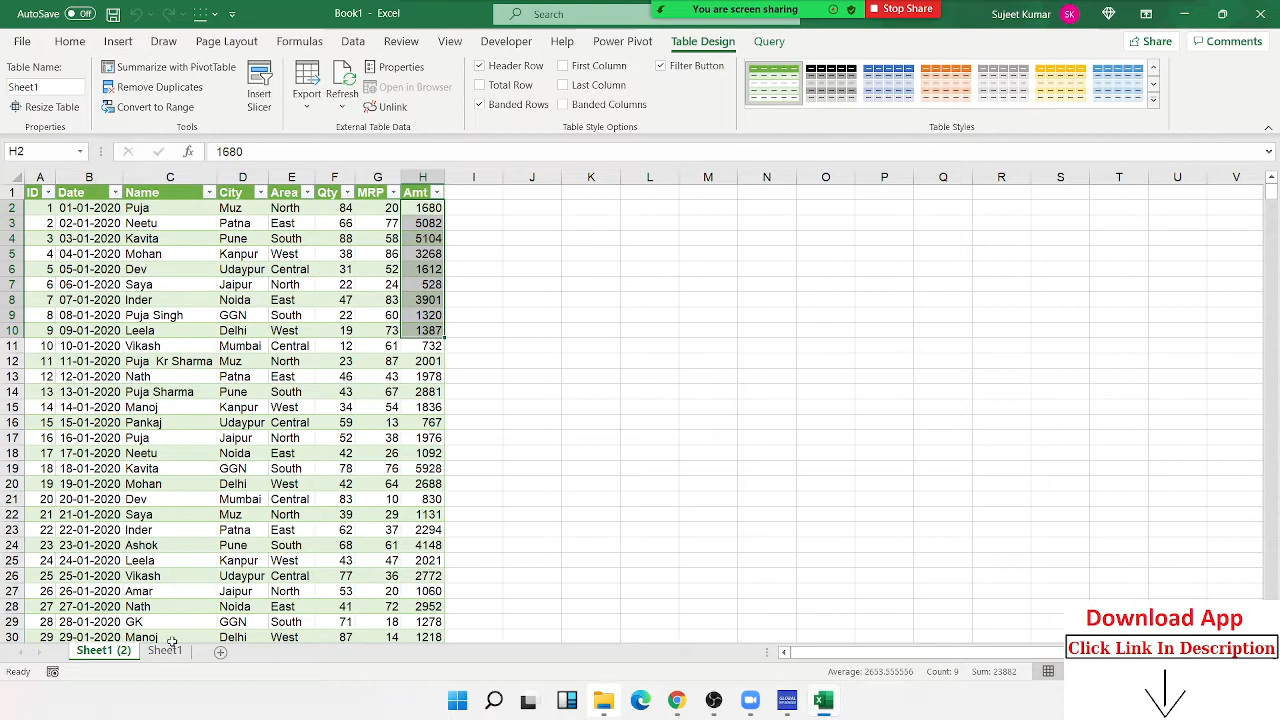 AutoSave Off Book1 - Excel Search You are screen sharing Stop Share Sujeet Kumar SK
File Home Insert Draw Page Layout Formulas Data Review View Developer Help Power Pivot Table Design Query Share Comments
Table Name: Summarize with PivotTable Properties Header Row First Column Filter Button
Sheet1 Remove Duplicates Insert Slicer Export Refresh Open in Browser Total Row Last Column
Resize Table Convert to Range Unlink Banded Rows Banded Columns
Properties Tools External Table Data Table Style Options Table Styles
H2 fx 1680
A B C D E F G H I J K L M N O P Q R S T U V
1 ID Date Name City Area Qty MRP Amt
2 1 01-01-2020 Puja Muz North 84 20 1680
3 2 02-01-2020 Neetu Patna East 66 77 5082
4 3 03-01-2020 Kavita Pune South 88 58 5104
5 4 04-01-2020 Mohan Kanpur West 38 86 3268
6 5 05-01-2020 Dev Udaypur Central 31 52 1612
7 6 06-01-2020 Saya Jaipur North 22 24 528
8 7 07-01-2020 Inder Noida East 47 83 3901
9 8 08-01-2020 Puja Singh GGN South 22 60 1320
10 9 09-01-2020 Leela Delhi West 19 73 1387
11 10 10-01-2020 Vikash Mumbai Central 12 61 732
12 11 11-01-2020 Puja Kr Sharma Muz North 23 87 2001
13 12 12-01-2020 Nath Patna East 46 43 1978
14 13 13-01-2020 Puja Sharma Pune South 43 67 2881
15 14 14-01-2020 Manoj Kanpur West 34 54 1836
16 15 15-01-2020 Pankaj Udaypur Central 59 13 767
17 16 16-01-2020 Puja Jaipur North 52 38 1976
18 17 17-01-2020 Neetu Noida East 42 26 1092
19 18 18-01-2020 Kavita GGN South 78 76 5928
20 19 19-01-2020 Mohan Delhi West 42 64 2688
21 20 20-01-2020 Dev Mumbai Central 83 10 830
22 21 21-01-2020 Saya Muz North 39 29 1131
23 22 22-01-2020 Inder Patna East 62 37 2294
24 23 23-01-2020 Ashok Pune South 68 61 4148
25 24 24-01-2020 Leela Kanpur West 43 47 2021
26 25 25-01-2020 Vikash Udaypur Central 77 36 2772
27 26 26-01-2020 Amar Jaipur North 53 20 1060
28 27 27-01-2020 Nath Noida East 41 72 2952
29 28 28-01-2020 GK GGN South 71 18 1278
30 29 29-01-2020 Manoj Delhi West 87 14 1218
Sheet1 (2) Sheet1
Ready Average: 2653.555556 Count: 9 Sum: 23882
Download App
Click Link In Description